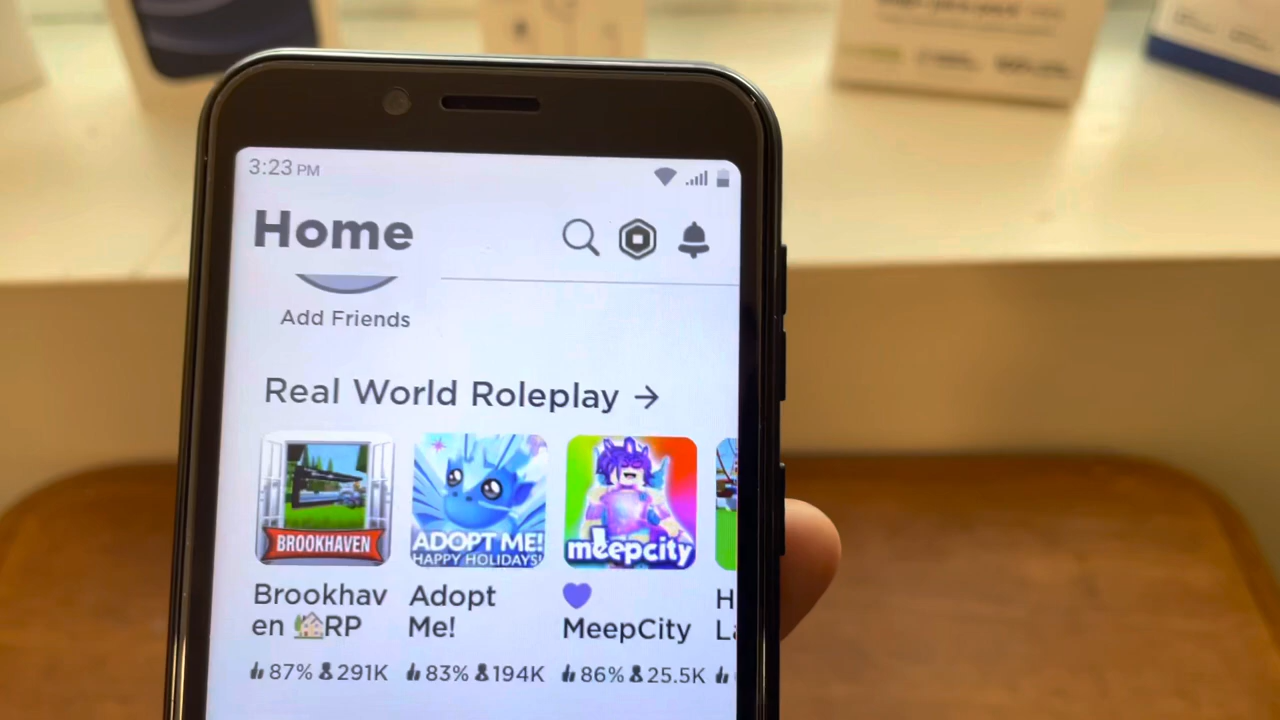 3:23 PM
Home
Add Friends
Real World Roleplay →
BROOKHAVEN
ADOPT ME!
HAPPY HOLIDAYS!
meepcity
Brookhav
en 🏡RP
Adopt
Me!
💜
MeepCity
H
87% 291K
83% 194K
86% 25.5K